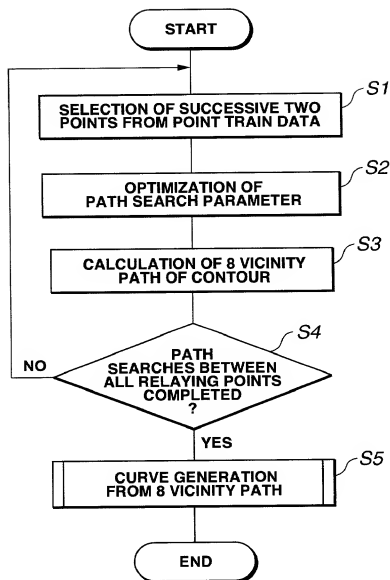 START
S1
SELECTION OF SUCCESSIVE TWO
POINTS FROM POINT TRAIN DATA
S2
OPTIMIZATION OF
PATH SEARCH PARAMETER
S3
CALCULATION OF 8 VICINITY
PATH OF CONTOUR
S4
PATH
SEARCHES BETWEEN
ALL RELAYING POINTS
COMPLETED
?
NO
YES
S5
CURVE GENERATION
FROM 8 VICINITY PATH
END